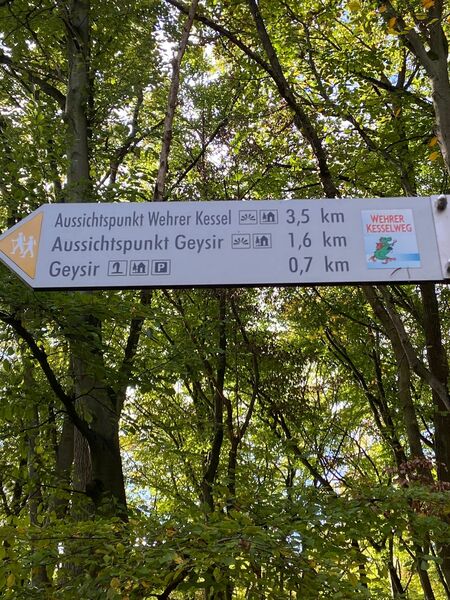 Aussichtspunkt Wehrer Kessel 3,5 km
Aussichtspunkt Geysir 1,6 km
Geysir P 0,7 km
WEHRER
KESSELWEG